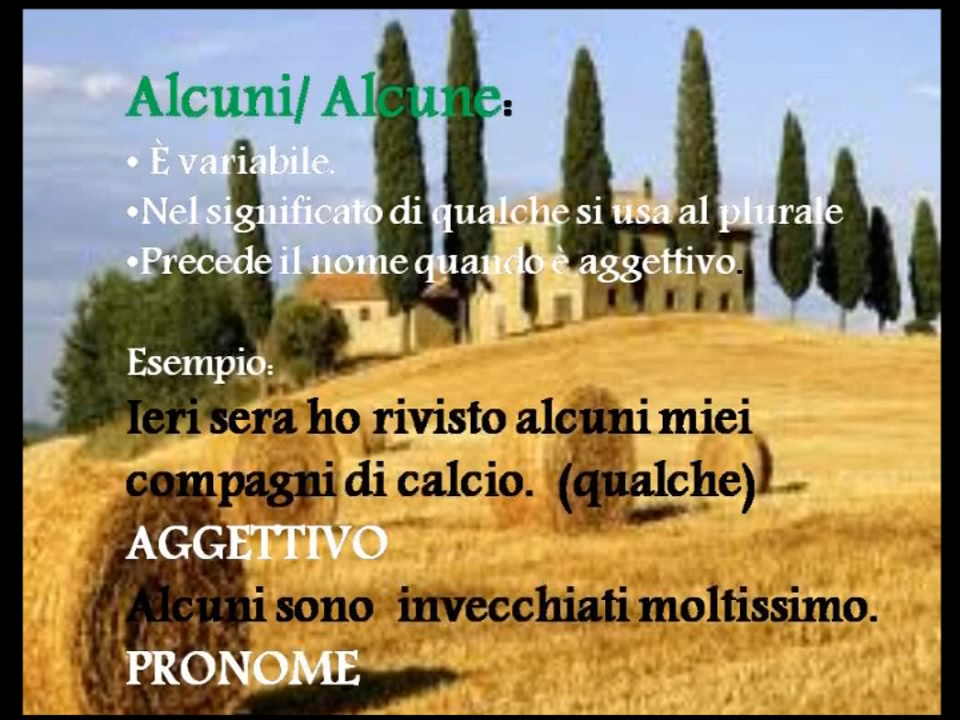 Alcuni/ Alcune:
• È variabile.
•Nel significato di qualche si usa al plurale
•Precede il nome quando è aggettivo.
Esempio:
Ieri sera ho rivisto alcuni miei
compagni di calcio. (qualche)
AGGETTIVO
Alcuni sono invecchiati moltissimo.
PRONOME